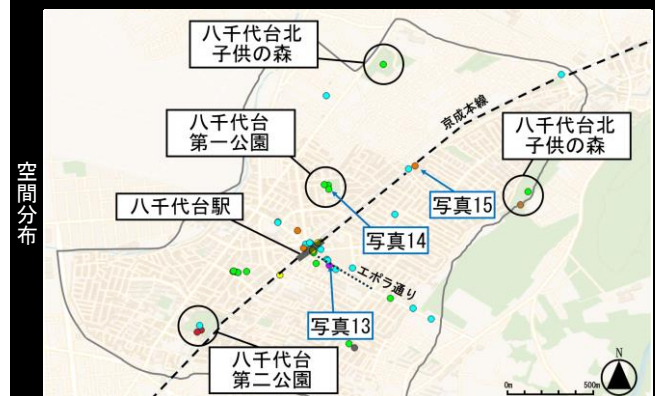 空間分布
八千代台北
子供の森
京成本線
八千代台
第一公園
八千代台北
子供の森
八千代台駅
写真15
写真14
エポラ通り
写真13
八千代台
第二公園
N
0m
500m